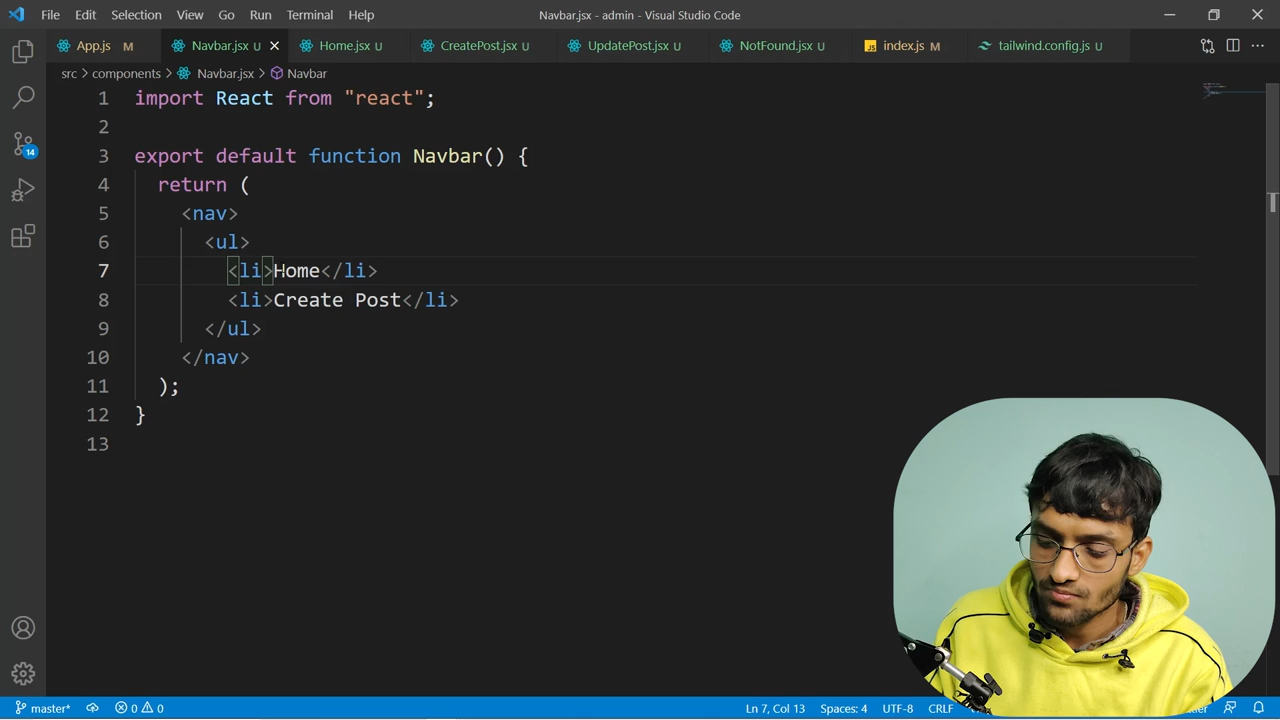 File Edit Selection View Go Run Terminal Help Navbar.jsx - admin - Visual Studio Code
App.js M Navbar.jsx U Home.jsx U CreatePost.jsx U UpdatePost.jsx U NotFound.jsx U JS index.js M tailwind.config.js U
src > components > Navbar.jsx > Navbar
1 import React from "react";
2
3 export default function Navbar() {
4 return (
5 <nav>
6 <ul>
7 <li>Home</li>
8 <li>Create Post</li>
9 </ul>
10 </nav>
11 );
12 }
13
14
master* 0 0 Ln 7, Col 13 Spaces: 4 UTF-8 CRLF